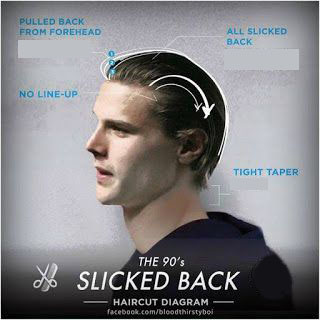 PULLED BACK
FROM FOREHEAD
ALL SLICKED
BACK
NO LINE-UP
TIGHT TAPER
THE 90's
SLICKED BACK
HAIRCUT DIAGRAM
facebook.com/bloodthirstyboi